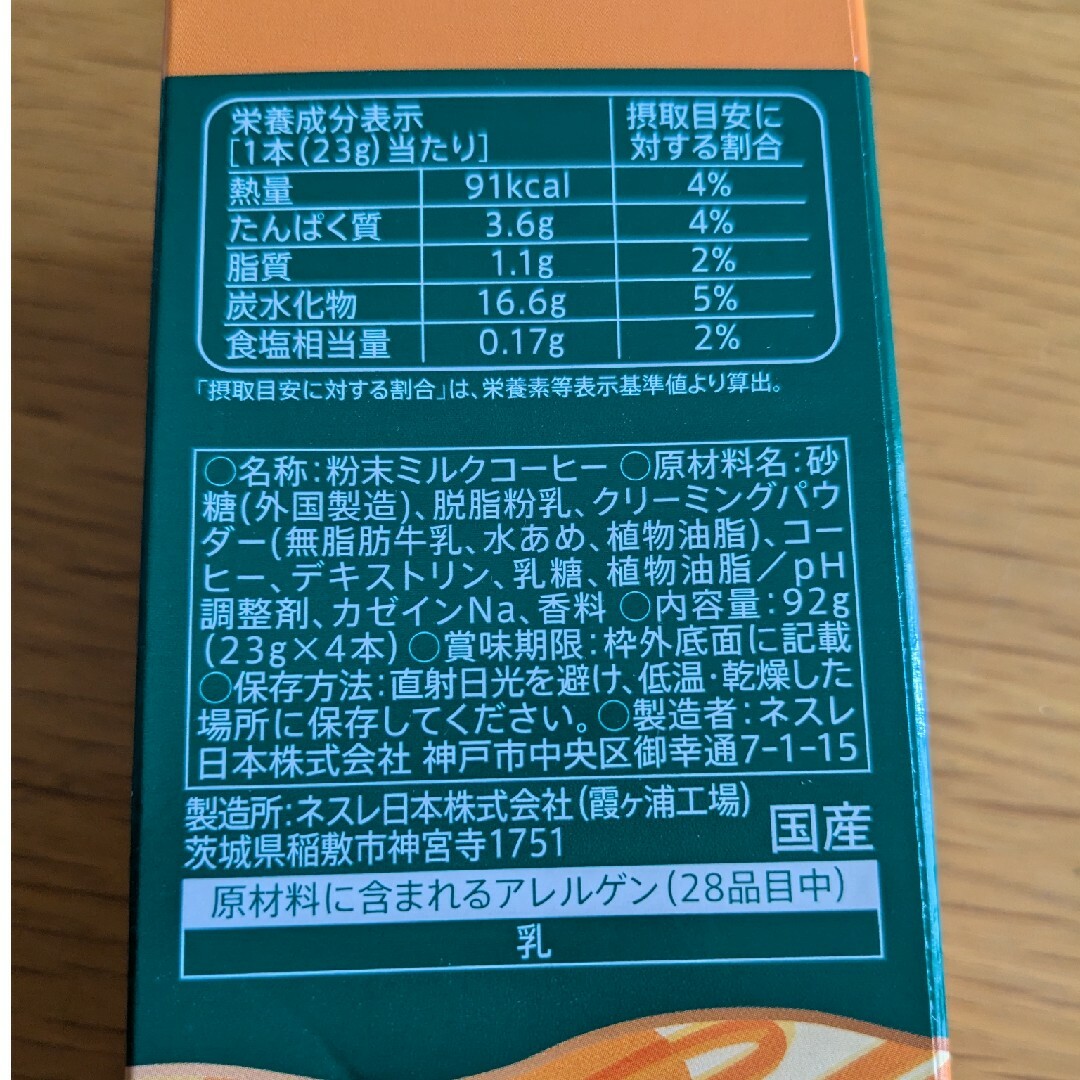 栄養成分表示
[1本(23g)当たり]
摂取目安に
対する割合
熱量 91kcal 4%
たんぱく質 3.6g 4%
脂質 1.1g 2%
炭水化物 16.6g 5%
食塩相当量 0.17g 2%
「摂取目安に対する割合」は、栄養素等表示基準値より算出。
○名称:粉末ミルクコーヒー ○原材料名:砂
糖(外国製造)、脱脂粉乳、クリーミングパウ
ダー(無脂肪牛乳、水あめ、植物油脂)、コー
ヒー、デキストリン、乳糖、植物油脂/pH
調整剤、カゼインNa、香料 ○内容量:92g
(23g×4本) ○賞味期限:枠外底面に記載
○保存方法:直射日光を避け、低温・乾燥した
場所に保存してください。○製造者:ネスレ
日本株式会社 神戸市中央区御幸通7-1-15
製造所:ネスレ日本株式会社(霞ヶ浦工場)
茨城県稲敷市神宮寺1751
国産
原材料に含まれるアレルゲン(28品目中)
乳